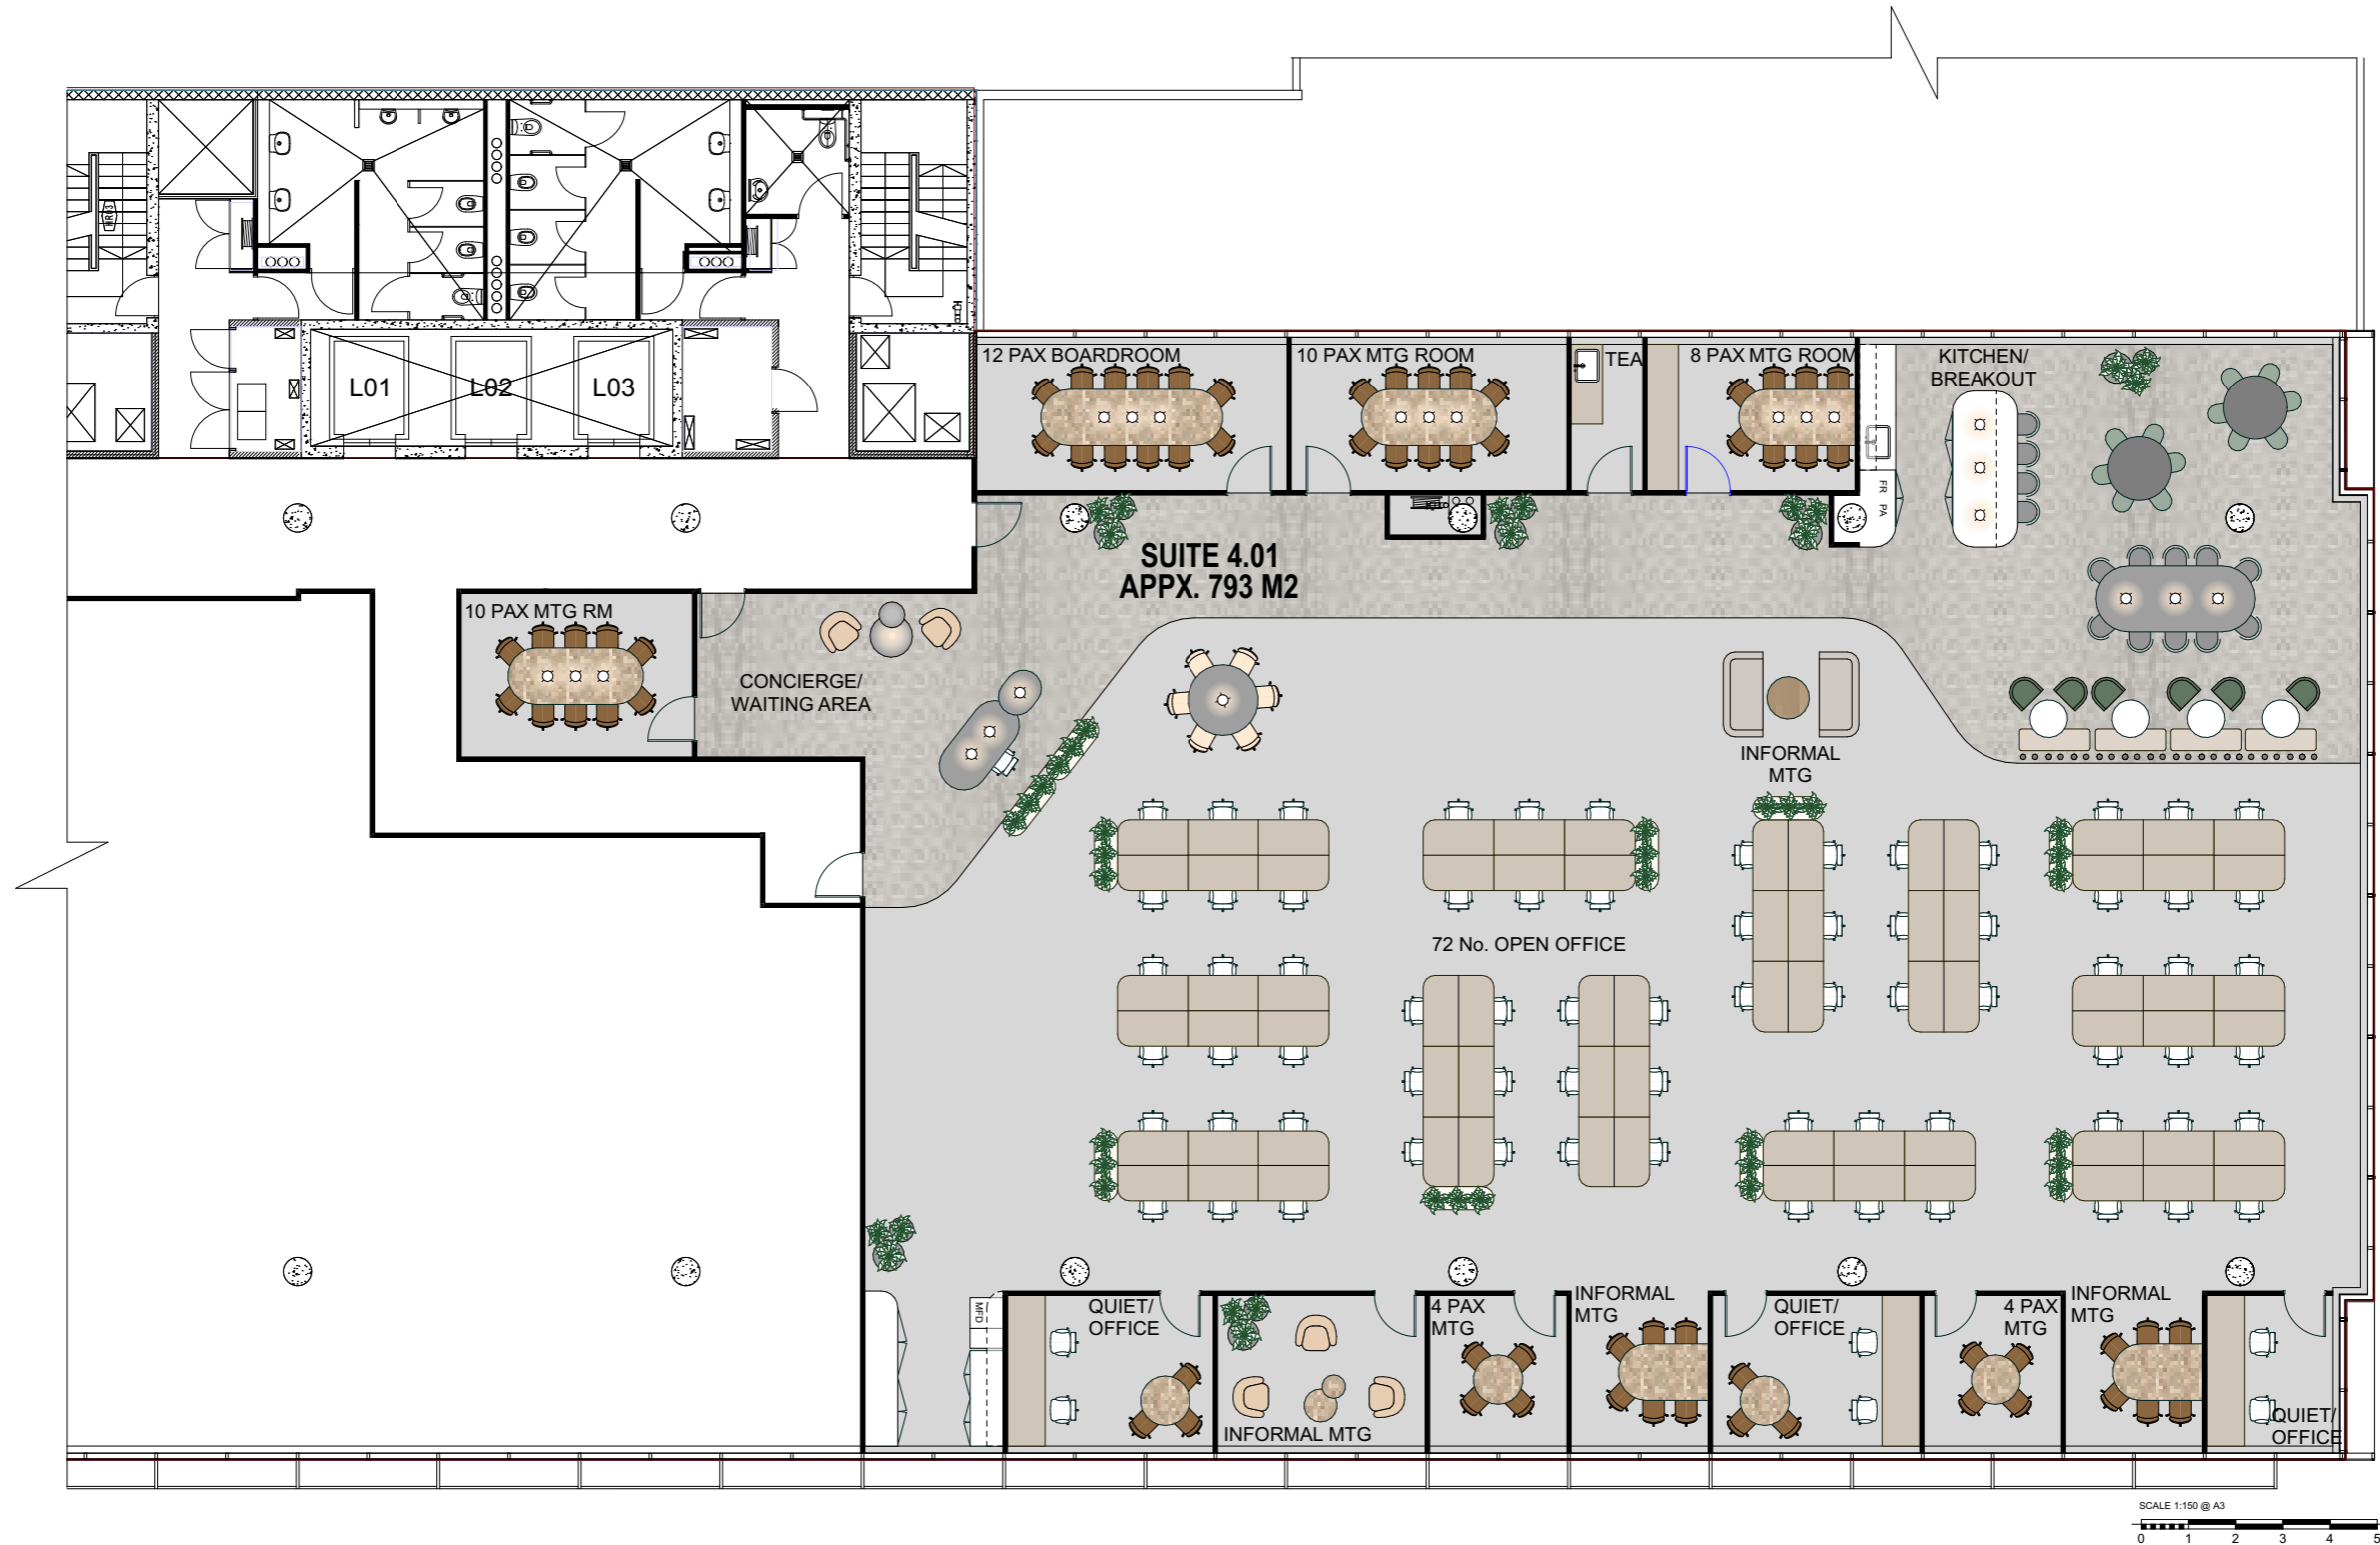 L01
L02
L03
HR03
12 PAX BOARDROOM
10 PAX MTG ROOM
TEA
8 PAX MTG ROOM
KITCHEN/
BREAKOUT
FR
PA
SUITE 4.01
APPX. 793 M2
10 PAX MTG RM
CONCIERGE/
WAITING AREA
INFORMAL
MTG
72 No. OPEN OFFICE
MFD
QUIET/
OFFICE
INFORMAL MTG
4 PAX
MTG
INFORMAL
MTG
QUIET/
OFFICE
4 PAX
MTG
INFORMAL
MTG
QUIET/
OFFICE
SCALE 1:150 @ A3
0 1 2 3 4 5